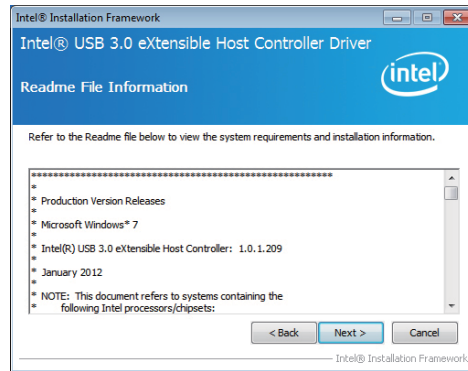 Intel® Installation Framework
Intel® USB 3.0 eXtensible Host Controller Driver
intel
Readme File Information
Refer to the Readme file below to view the system requirements and installation information.
*******************************************************
*
* Production Version Releases
*
* Microsoft Windows* 7
*
* Intel(R) USB 3.0 eXtensible Host Controller: 1.0.1.209
*
* January 2012
*
* NOTE: This document refers to systems containing the
* following Intel processors/chipsets:
< Back
Next >
Cancel
Intel® Installation Framework